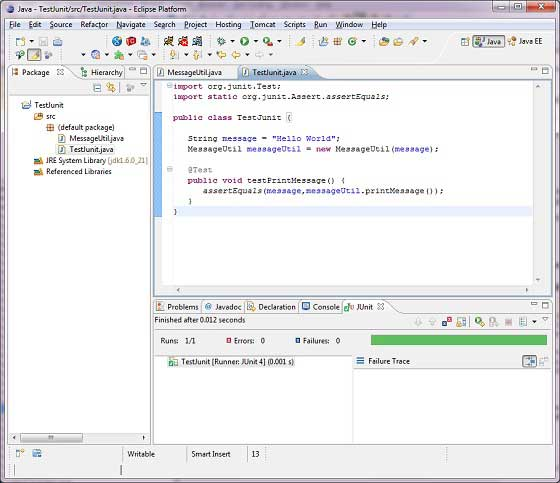 Java - TestJunit/src/TestJunit.java - Eclipse Platform
File Edit Source Refactor Navigate Search Project Hosting Tomcat Scripts Run Window Help
Java Java EE
Package Hierarchy
TestJunit
src
(default package)
MessageUtil.java
TestJunit.java
JRE System Library [jdk1.6.0_21]
Referenced Libraries
MessageUtil.java TestJunit.java
import org.junit.Test;
import static org.junit.Assert.assertEquals;
public class TestJunit {
String message = "Hello World";
MessageUtil messageUtil = new MessageUtil(message);
@Test
public void testPrintMessage() {
assertEquals(message,messageUtil.printMessage());
}
}
Problems Javadoc Declaration Console JUnit
Finished after 0.012 seconds
Runs: 1/1 Errors: 0 Failures: 0
TestJunit [Runner: JUnit 4] (0.001 s)
Failure Trace
Writable Smart Insert 13